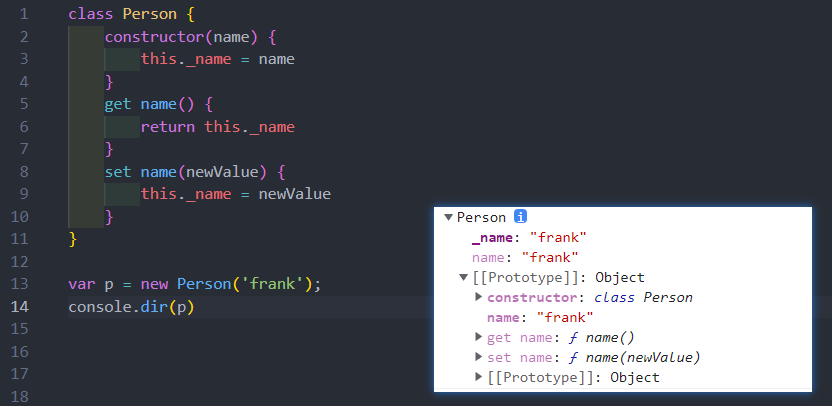 1 class Person {
2 constructor(name) {
3 this._name = name
4 }
5 get name() {
6 return this._name
7 }
8 set name(newValue) {
9 this._name = newValue
10 }
11 }
12
13 var p = new Person('frank');
14 console.dir(p)
15
16
17
18
Person i
_name: "frank"
name: "frank"
[[Prototype]]: Object
constructor: class Person
name: "frank"
get name: ƒ name()
set name: ƒ name(newValue)
[[Prototype]]: Object